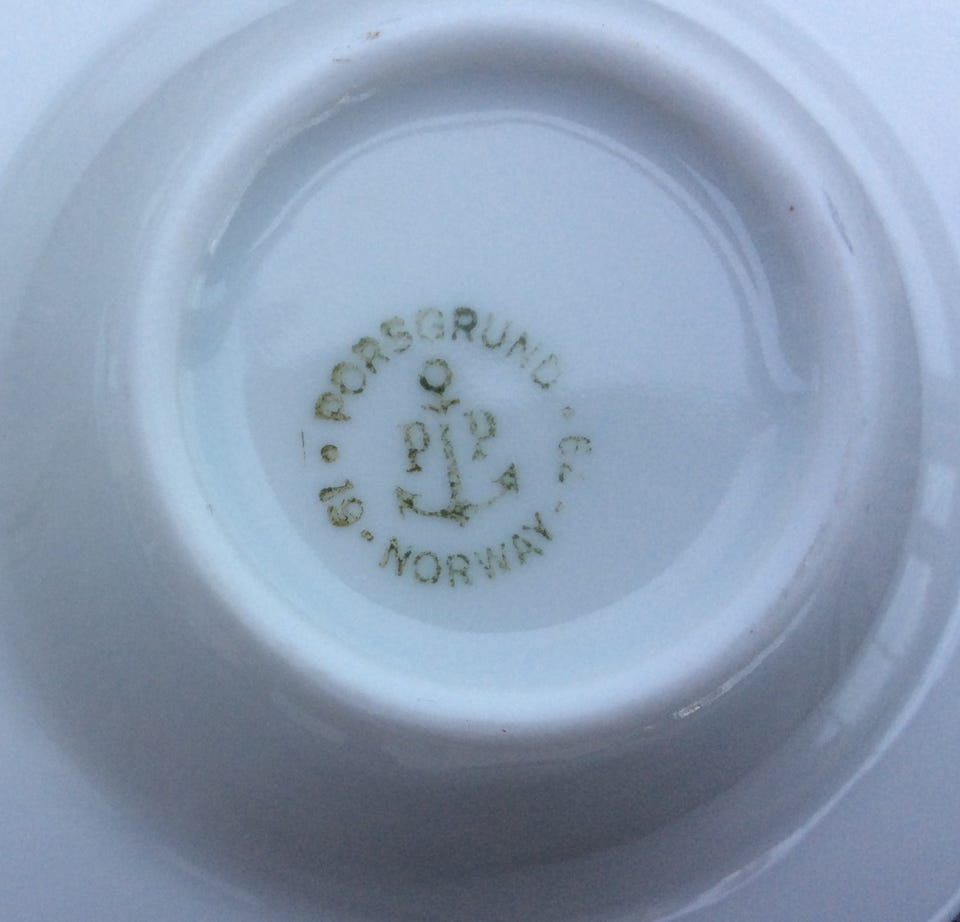 • PORSGRUND •
P P
19 - NORWAY -